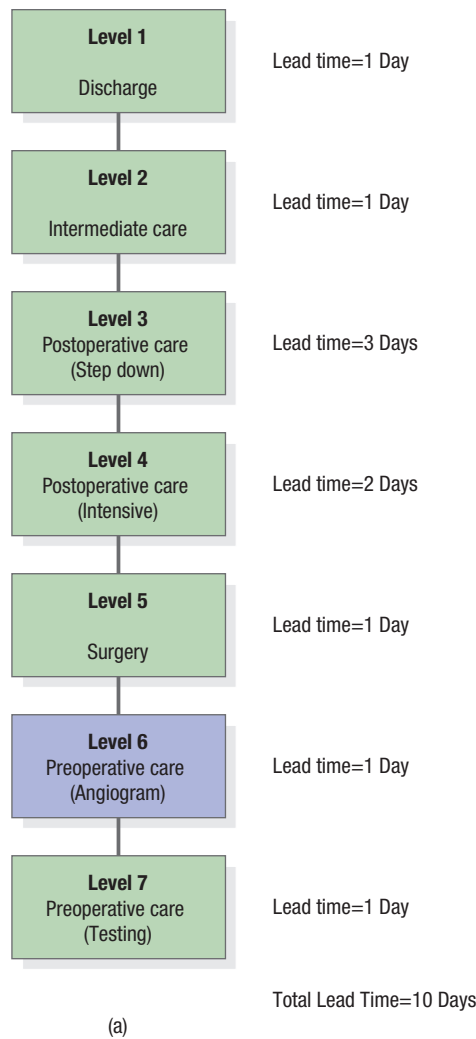 Level 1
Discharge
Lead time=1 Day
Level 2
Intermediate care
Lead time=1 Day
Level 3
Postoperative care
(Step down)
Lead time=3 Days
Level 4
Postoperative care
(Intensive)
Lead time=2 Days
Level 5
Surgery
Lead time=1 Day
Level 6
Preoperative care
(Angiogram)
Lead time=1 Day
Level 7
Preoperative care
(Testing)
Lead time=1 Day
Total Lead Time=10 Days
(a)